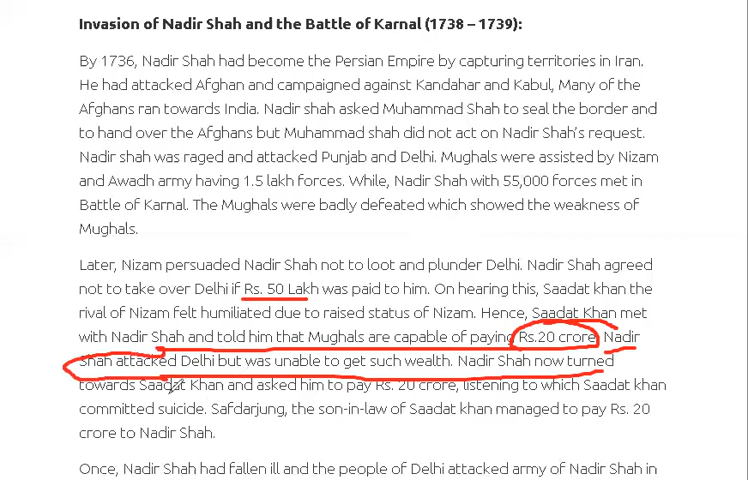 Invasion of Nadir Shah and the Battle of Karnal (1738 – 1739):
By 1736, Nadir Shah had become the Persian Empire by capturing territories in Iran.
He had attacked Afghan and campaigned against Kandahar and Kabul, Many of the
Afghans ran towards India. Nadir shah asked Muhammad Shah to seal the border and
to hand over the Afghans but Muhammad shah did not act on Nadir Shah's request.
Nadir shah was raged and attacked Punjab and Delhi. Mughals were assisted by Nizam
and Awadh army having 1.5 lakh forces. While, Nadir Shah with 55,000 forces met in
Battle of Karnal. The Mughals were badly defeated which showed the weakness of
Mughals.
Later, Nizam persuaded Nadir Shah not to loot and plunder Delhi. Nadir Shah agreed
not to take over Delhi if Rs. 50 Lakh was paid to him. On hearing this, Saadat khan the
rival of Nizam felt humiliated due to raised status of Nizam. Hence, Saadat Khan met
with Nadir Shah and told him that Mughals are capable of paying Rs.20 crore. Nadir
Shah attacked Delhi but was unable to get such wealth. Nadir Shah now turned
towards Saadat Khan and asked him to pay Rs. 20 crore, listening to which Saadat khan
committed suicide. Safdarjung, the son-in-law of Saadat khan managed to pay Rs. 20
crore to Nadir Shah.
Once, Nadir Shah had fallen ill and the people of Delhi attacked army of Nadir Shah in